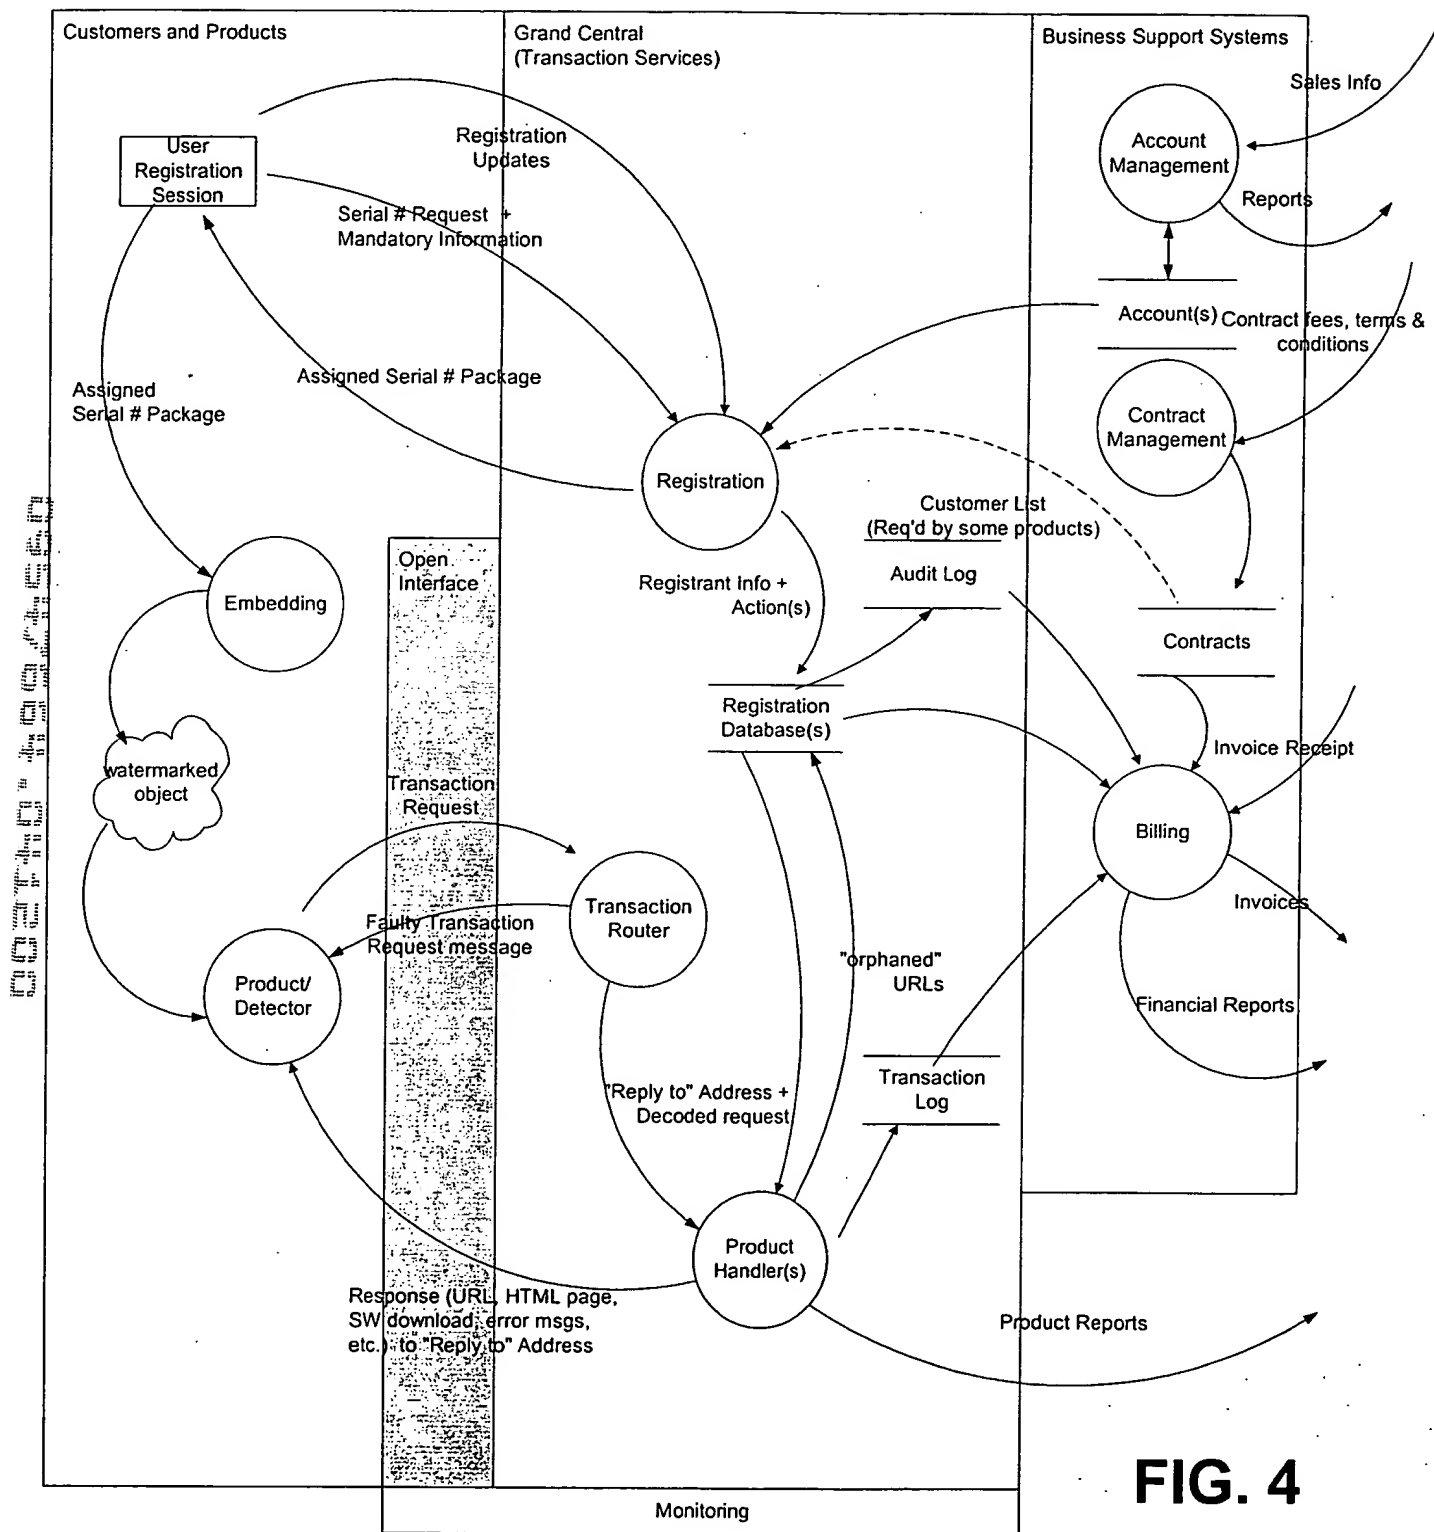 Customers and Products
Grand Central
(Transaction Services)
Business Support Systems
Sales Info
User
Registration
Session
Registration
Updates
Account
Management
Reports
Serial # Request +
Mandatory Information
Account(s)
Contract fees, terms &
conditions
Assigned
Serial # Package
Assigned Serial # Package
Contract
Management
Registration
Customer List
(Req'd by some products)
Open
Interface
Embedding
Registrant Info +
Action(s)
Audit Log
Contracts
Registration
Database(s)
Invoice Receipt
watermarked
object
Transaction
Request
Billing
Transaction
Router
Faulty Transaction
Request message
Invoices
"orphaned"
URLs
Product/
Detector
Financial Reports
"Reply to" Address +
Decoded request
Transaction
Log
Product
Handler(s)
Response (URL, HTML page,
SW download, error msgs,
etc.) to "Reply to" Address
Product Reports
FIG. 4
Monitoring